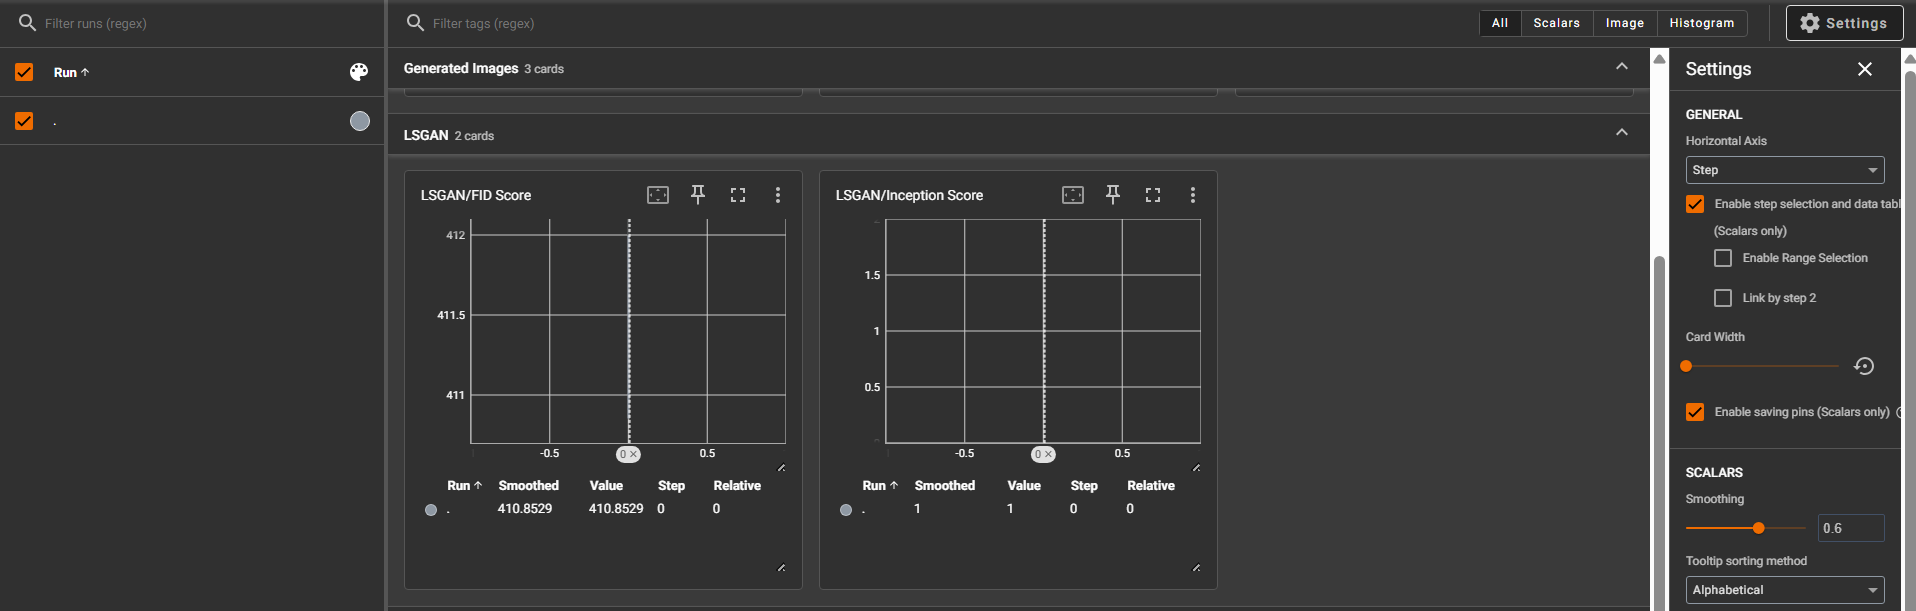 Filter runs (regex)
Filter tags (regex)
All Scalars Image Histogram
Settings
Run ↑
.
Generated Images 3 cards
LSGAN 2 cards
LSGAN/FID Score
412
411.5
411
-0.5 0 × 0.5
Run ↑ Smoothed Value Step Relative
. 410.8529 410.8529 0 0
LSGAN/Inception Score
1.5
1
0.5
-0.5 0 × 0.5
Run ↑ Smoothed Value Step Relative
. 1 1 0 0
Settings
GENERAL
Horizontal Axis
Step
Enable step selection and data tabl
(Scalars only)
Enable Range Selection
Link by step 2
Card Width
Enable saving pins (Scalars only)
SCALARS
Smoothing
0.6
Tooltip sorting method
Alphabetical